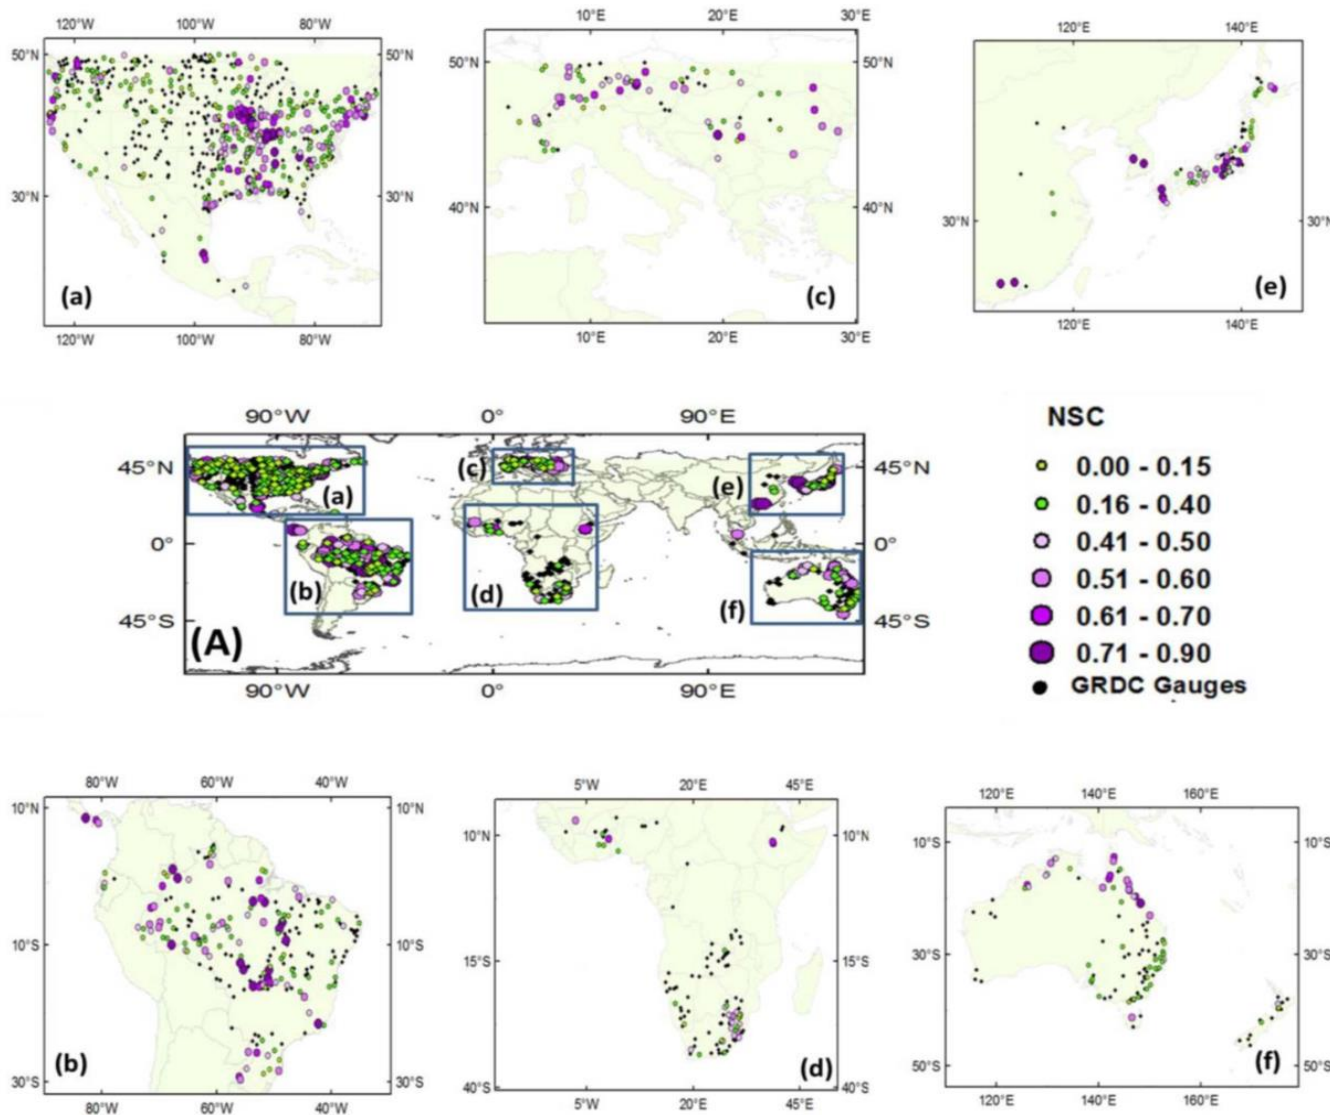 120°W 100°W 80°W
50°N 50°N
30°N 30°N
(a)
120°W 100°W 80°W
10°E 20°E 30°E
50°N 50°N
40°N 40°N
(c)
10°E 20°E 30°E
120°E 140°E
30°N 30°N
(e)
120°E 140°E
90°W 0° 90°E
45°N (c) 45°N
(a) (e)
0° 0°
(b) (d) (f)
45°S 45°S
(A)
90°W 0° 90°E
NSC
0.00 - 0.15
0.16 - 0.40
0.41 - 0.50
0.51 - 0.60
0.61 - 0.70
0.71 - 0.90
GRDC Gauges
80°W 60°W 40°W
10°N 10°N
10°S 10°S
(b)
30°S 30°S
80°W 60°W 40°W
5°W 20°E 45°E
10°N 10°N
15°S 15°S
(d)
40°S 40°S
5°W 20°E 45°E
120°E 140°E 160°E
10°S 10°S
30°S 30°S
(f)
50°S 50°S
120°E 140°E 160°E